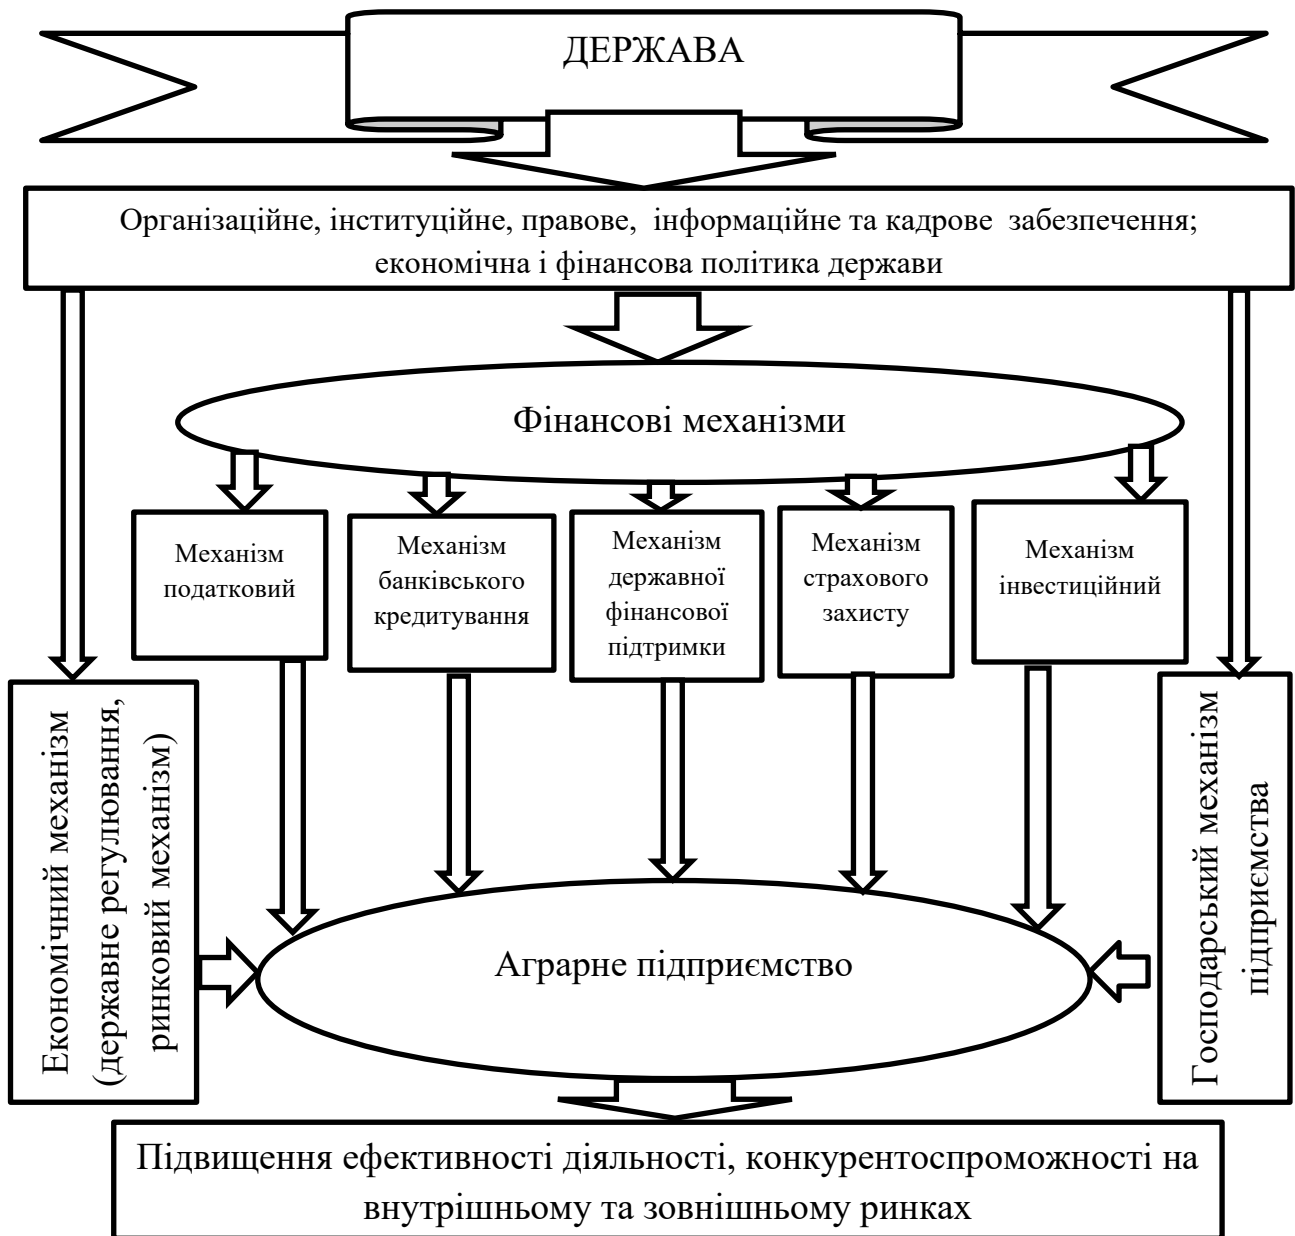 ДЕРЖАВА
Організаційне, інституційне, правове, інформаційне та кадрове забезпечення;
економічна і фінансова політика держави
Фінансові механізми
Механізм
податковий
Механізм
банківського
кредитування
Механізм
державної
фінансової
підтримки
Механізм
страхового
захисту
Механізм
інвестиційний
Економічний механізм
(державне регулювання,
ринковий механізм)
Аграрне підприємство
Господарський механізм
підприємства
Підвищення ефективності діяльності, конкурентоспроможності на
внутрішньому та зовнішньому ринках